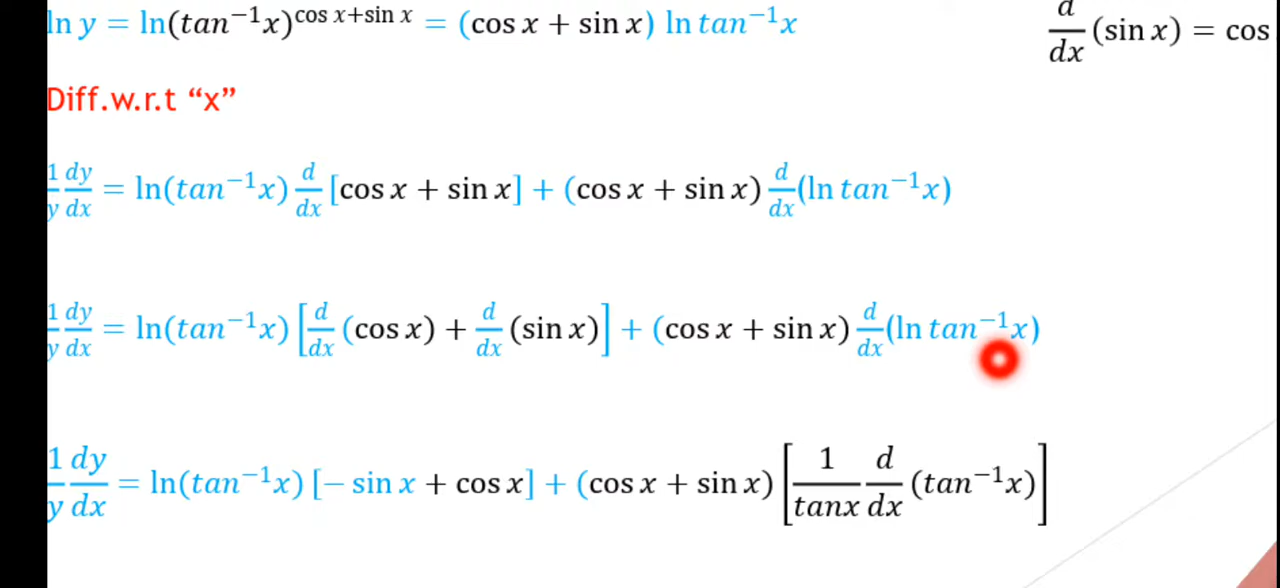 ln y = ln(tan⁻¹x)^(cos x+sin x) = (cos x + sin x) ln tan⁻¹x
d/dx (sin x) = cos
Diff.w.r.t “x”
1/y dy/dx = ln(tan⁻¹x) d/dx [cos x + sin x] + (cos x + sin x) d/dx (ln tan⁻¹x)
1/y dy/dx = ln(tan⁻¹x) [d/dx (cos x) + d/dx (sin x)] + (cos x + sin x) d/dx (ln tan⁻¹x)
1/y dy/dx = ln(tan⁻¹x) [− sin x + cos x] + (cos x + sin x) [1/tanx d/dx (tan⁻¹x)]